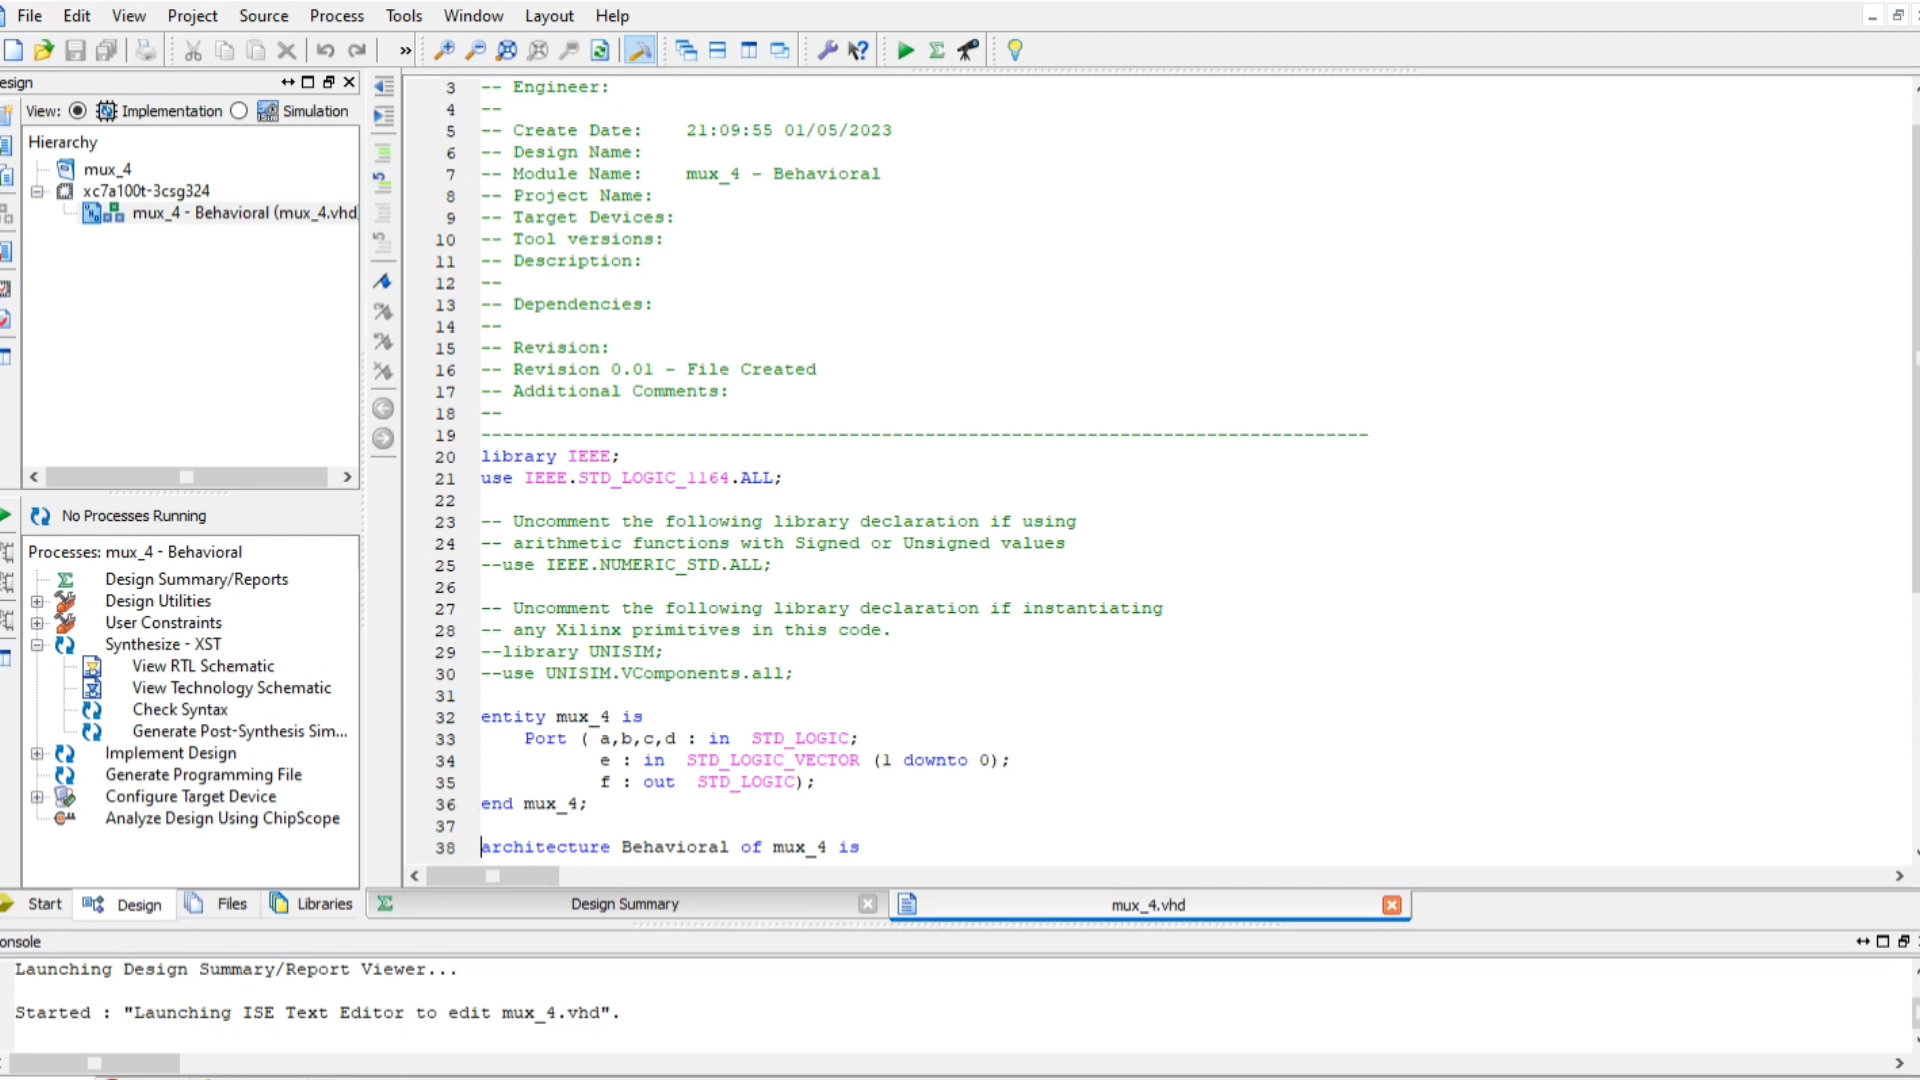 File Edit View Project Source Process Tools Window Layout Help
esign
View: Implementation Simulation
Hierarchy
mux_4
xc7a100t-3csg324
mux_4 - Behavioral (mux_4.vhd)
No Processes Running
Processes: mux_4 - Behavioral
Design Summary/Reports
Design Utilities
User Constraints
Synthesize - XST
View RTL Schematic
View Technology Schematic
Check Syntax
Generate Post-Synthesis Sim...
Implement Design
Generate Programming File
Configure Target Device
Analyze Design Using ChipScope
Start Design Files Libraries
3 -- Engineer:
4 --
5 -- Create Date:    21:09:55 01/05/2023
6 -- Design Name:
7 -- Module Name:    mux_4 - Behavioral
8 -- Project Name:
9 -- Target Devices:
10 -- Tool versions:
11 -- Description:
12 --
13 -- Dependencies:
14 --
15 -- Revision:
16 -- Revision 0.01 - File Created
17 -- Additional Comments:
18 --
19 ----------------------------------------------------------------------------------
20 library IEEE;
21 use IEEE.STD_LOGIC_1164.ALL;
22
23 -- Uncomment the following library declaration if using
24 -- arithmetic functions with Signed or Unsigned values
25 --use IEEE.NUMERIC_STD.ALL;
26
27 -- Uncomment the following library declaration if instantiating
28 -- any Xilinx primitives in this code.
29 --library UNISIM;
30 --use UNISIM.VComponents.all;
31
32 entity mux_4 is
33     Port ( a,b,c,d : in  STD_LOGIC;
34            e : in  STD_LOGIC_VECTOR (1 downto 0);
35            f : out  STD_LOGIC);
36 end mux_4;
37
38 architecture Behavioral of mux_4 is
Design Summary mux_4.vhd
onsole
Launching Design Summary/Report Viewer...
Started : "Launching ISE Text Editor to edit mux_4.vhd".